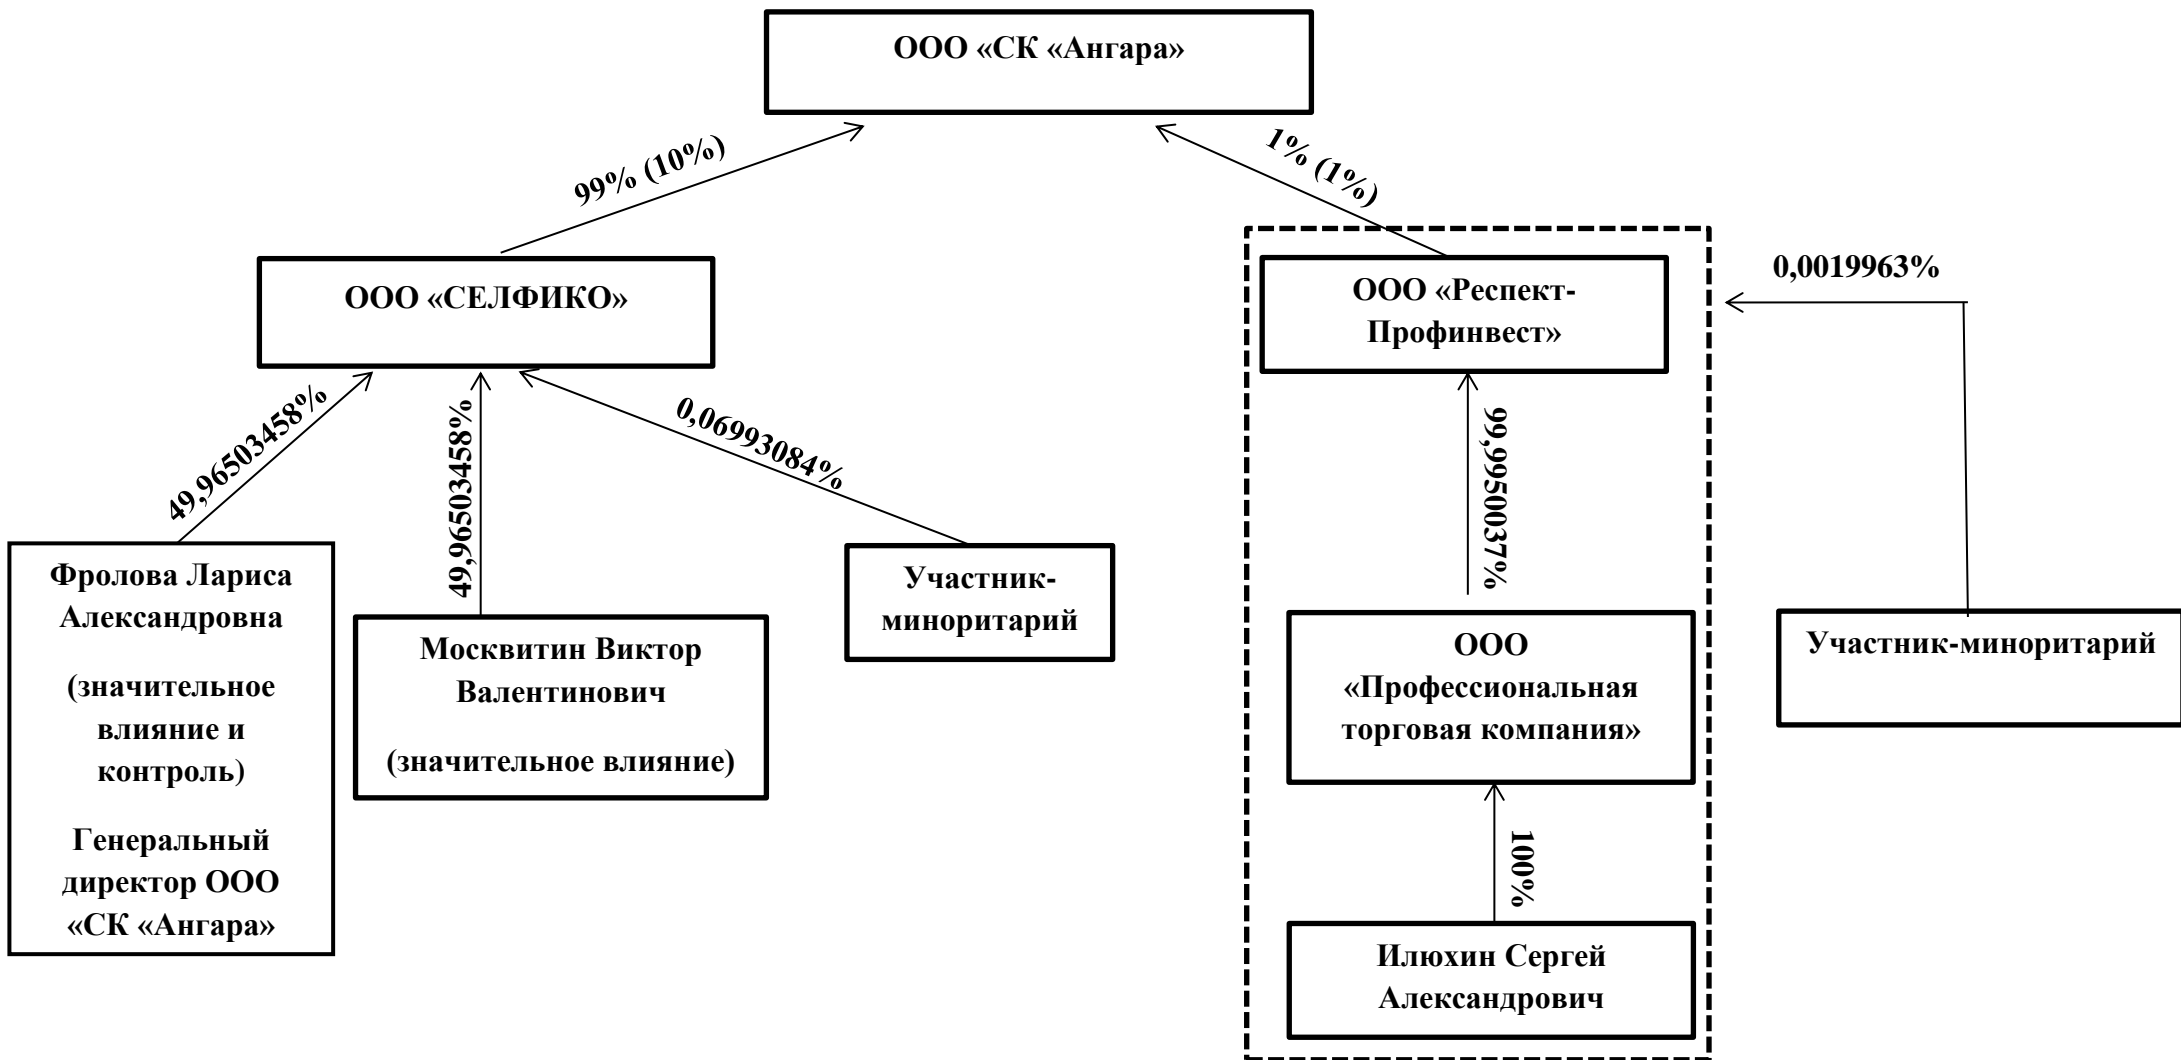 ООО «СК «Ангара»
99% (10%)
1% (1%)
ООО «СЕЛФИКО»
ООО «Респект-
Профинвест»
0,0019963%
49,96503458%
49,96503458%
0,06993084%
99,9950037%
Фролова Лариса
Александровна
(значительное
влияние и
контроль)
Генеральный
директор ООО
«СК «Ангара»
Москвитин Виктор
Валентинович
(значительное влияние)
Участник-
миноритарий
ООО
«Профессиональная
торговая компания»
Участник-миноритарий
100%
Илюхин Сергей
Александрович